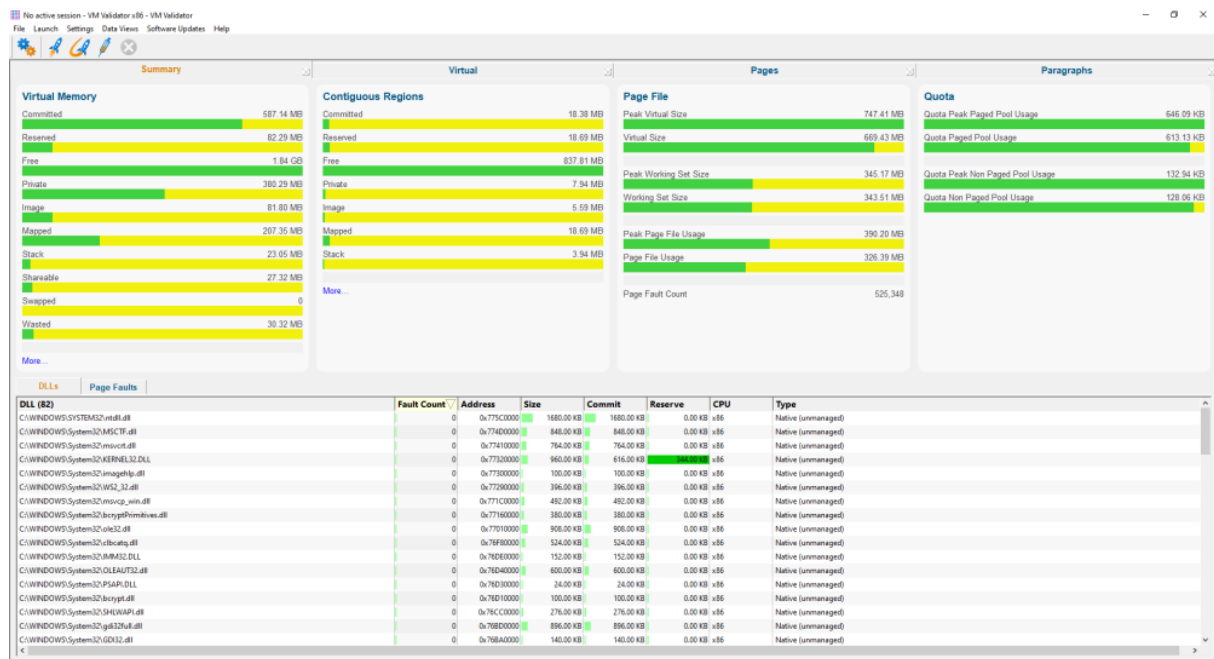 No active session - VM Validator x86 - VM Validator
File Launch Settings Data Views Software Updates Help
Summary Virtual Pages Paragraphs
Virtual Memory
Committed 587.14 MB
Reserved 82.29 MB
Free 1.84 GB
Private 380.29 MB
Image 81.80 MB
Mapped 207.35 MB
Stack 23.05 MB
Shareable 27.32 MB
Swapped 0
Wasted 30.32 MB
More...
Contiguous Regions
Committed 18.38 MB
Reserved 18.69 MB
Free 837.81 MB
Private 7.94 MB
Image 5.59 MB
Mapped 18.69 MB
Stack 3.94 MB
More...
Page File
Peak Virtual Size 747.41 MB
Virtual Size 669.43 MB
Peak Working Set Size 345.17 MB
Working Set Size 343.51 MB
Peak Page File Usage 390.20 MB
Page File Usage 326.39 MB
Page Fault Count 525,348
Quota
Quota Peak Paged Pool Usage 646.09 KB
Quota Paged Pool Usage 613.13 KB
Quota Peak Non Paged Pool Usage 132.94 KB
Quota Non Paged Pool Usage 128.06 KB
DLLs Page Faults
DLL (82) Fault Count Address Size Commit Reserve CPU Type
C:\WINDOWS\SYSTEM32\ntdll.dll 0 0x775C0000 1680.00 KB 1680.00 KB 0.00 KB x86 Native (unmanaged)
C:\WINDOWS\System32\MSCTF.dll 0 0x774D0000 848.00 KB 848.00 KB 0.00 KB x86 Native (unmanaged)
C:\WINDOWS\System32\msvcrt.dll 0 0x77410000 764.00 KB 764.00 KB 0.00 KB x86 Native (unmanaged)
C:\WINDOWS\System32\KERNEL32.DLL 0 0x77320000 960.00 KB 616.00 KB 344.00 KB x86 Native (unmanaged)
C:\WINDOWS\System32\imagehlp.dll 0 0x77300000 100.00 KB 100.00 KB 0.00 KB x86 Native (unmanaged)
C:\WINDOWS\System32\WS2_32.dll 0 0x77290000 396.00 KB 396.00 KB 0.00 KB x86 Native (unmanaged)
C:\WINDOWS\System32\msvcp_win.dll 0 0x771C0000 492.00 KB 492.00 KB 0.00 KB x86 Native (unmanaged)
C:\WINDOWS\System32\bcryptPrimitives.dll 0 0x77160000 380.00 KB 380.00 KB 0.00 KB x86 Native (unmanaged)
C:\WINDOWS\System32\ole32.dll 0 0x77010000 908.00 KB 908.00 KB 0.00 KB x86 Native (unmanaged)
C:\WINDOWS\System32\clbcatq.dll 0 0x76F80000 524.00 KB 524.00 KB 0.00 KB x86 Native (unmanaged)
C:\WINDOWS\System32\IMM32.DLL 0 0x76DE0000 152.00 KB 152.00 KB 0.00 KB x86 Native (unmanaged)
C:\WINDOWS\System32\OLEAUT32.dll 0 0x76D40000 600.00 KB 600.00 KB 0.00 KB x86 Native (unmanaged)
C:\WINDOWS\System32\PSAPI.DLL 0 0x76D30000 24.00 KB 24.00 KB 0.00 KB x86 Native (unmanaged)
C:\WINDOWS\System32\bcrypt.dll 0 0x76D10000 100.00 KB 100.00 KB 0.00 KB x86 Native (unmanaged)
C:\WINDOWS\System32\SHLWAPI.dll 0 0x76CC0000 276.00 KB 276.00 KB 0.00 KB x86 Native (unmanaged)
C:\WINDOWS\System32\gdi32full.dll 0 0x76BD0000 896.00 KB 896.00 KB 0.00 KB x86 Native (unmanaged)
C:\WINDOWS\System32\GDI32.dll 0 0x76BA0000 140.00 KB 140.00 KB 0.00 KB x86 Native (unmanaged)